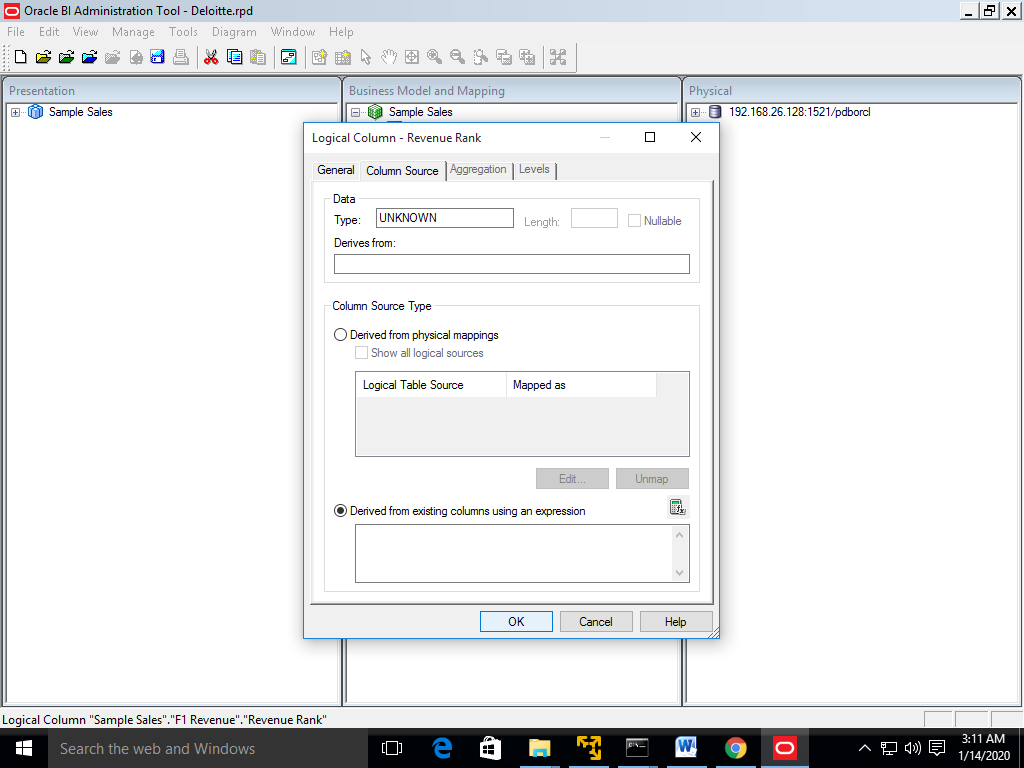 Oracle BI Administration Tool - Deloitte.rpd
File Edit View Manage Tools Diagram Window Help
Presentation
Sample Sales
Business Model and Mapping
Sample Sales
Physical
192.168.26.128:1521/pdborcl
Logical Column - Revenue Rank
General Column Source Aggregation Levels
Data
Type: UNKNOWN Length: Nullable
Derives from:
Column Source Type
Derived from physical mappings
Show all logical sources
Logical Table Source Mapped as
Edit... Unmap
Derived from existing columns using an expression
OK Cancel Help
Logical Column "Sample Sales"."F1 Revenue"."Revenue Rank"
Search the web and Windows
3:11 AM
1/14/2020